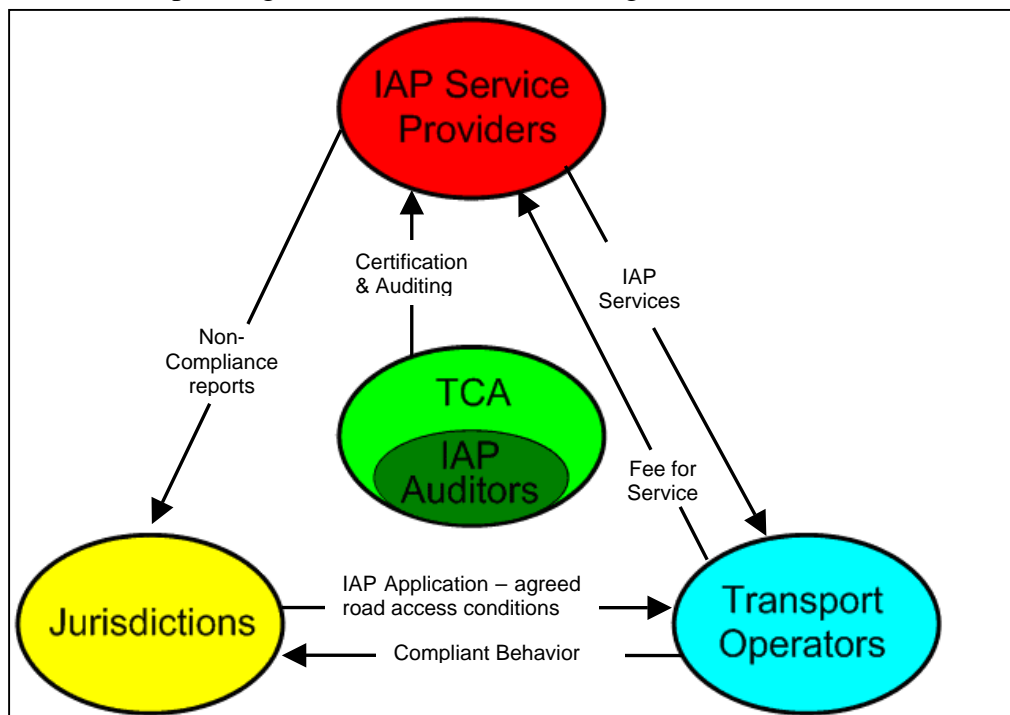 IAP Service
Providers
Certification
& Auditing
IAP
Services
Non-
Compliance
reports
TCA
IAP
Auditors
Fee for
Service
IAP Application – agreed
road access conditions
Jurisdictions
Transport
Operators
Compliant Behavior